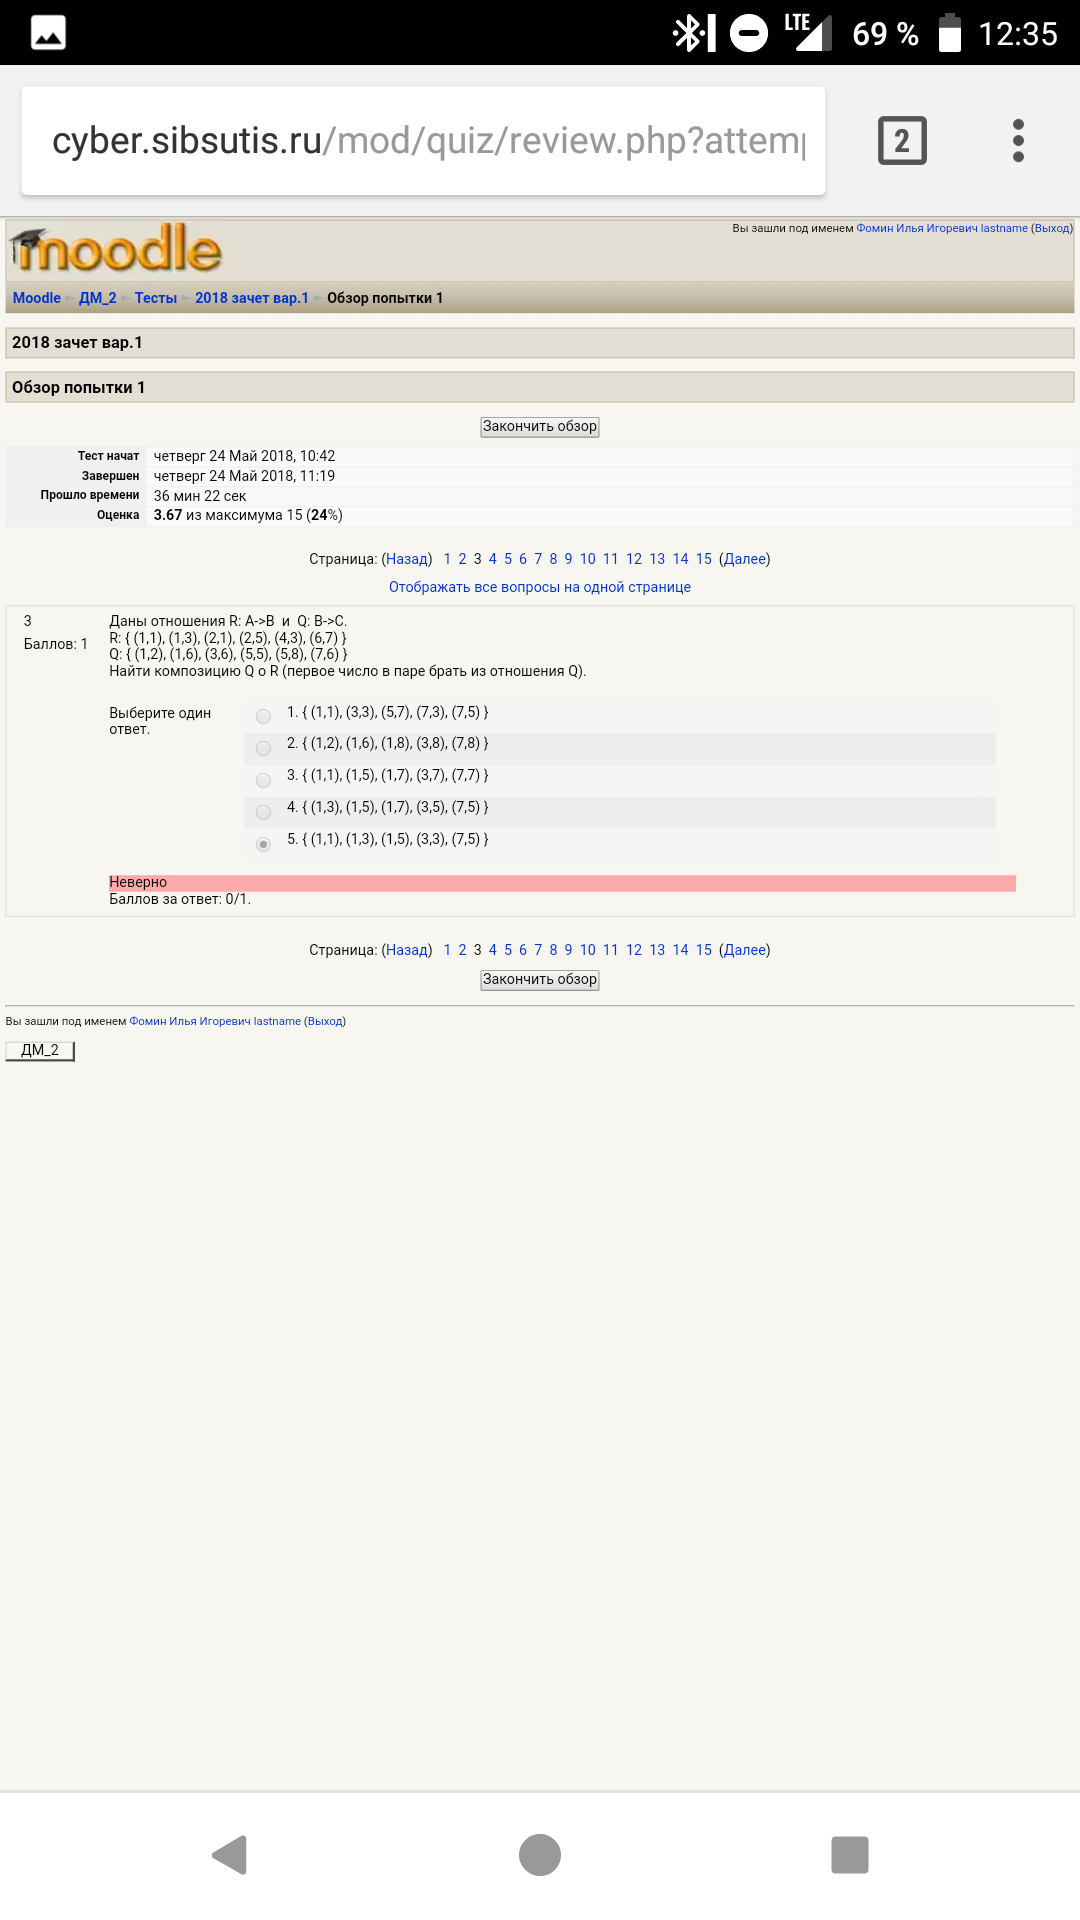 LTE 69 % 12:35
cyber.sibsutis.ru/mod/quiz/review.php?attem
2
moodle
Вы зашли под именем Фомин Илья Игоревич lastname (Выход)
Moodle ► ДМ_2 ► Тесты ► 2018 зачет вар.1 ► Обзор попытки 1
2018 зачет вар.1
Обзор попытки 1
Закончить обзор
Тест начат четверг 24 Май 2018, 10:42
Завершен четверг 24 Май 2018, 11:19
Прошло времени 36 мин 22 сек
Оценка 3.67 из максимума 15 (24%)
Страница: (Назад) 1 2 3 4 5 6 7 8 9 10 11 12 13 14 15 (Далее)
Отображать все вопросы на одной странице
3
Баллов: 1
Даны отношения R: A->B и Q: B->C.
R: { (1,1), (1,3), (2,1), (2,5), (4,3), (6,7) }
Q: { (1,2), (1,6), (3,6), (5,5), (5,8), (7,6) }
Найти композицию Q o R (первое число в паре брать из отношения Q).
Выберите один
ответ.
1. { (1,1), (3,3), (5,7), (7,3), (7,5) }
2. { (1,2), (1,6), (1,8), (3,8), (7,8) }
3. { (1,1), (1,5), (1,7), (3,7), (7,7) }
4. { (1,3), (1,5), (1,7), (3,5), (7,5) }
5. { (1,1), (1,3), (1,5), (3,3), (7,5) }
Неверно
Баллов за ответ: 0/1.
Страница: (Назад) 1 2 3 4 5 6 7 8 9 10 11 12 13 14 15 (Далее)
Закончить обзор
Вы зашли под именем Фомин Илья Игоревич lastname (Выход)
ДМ_2